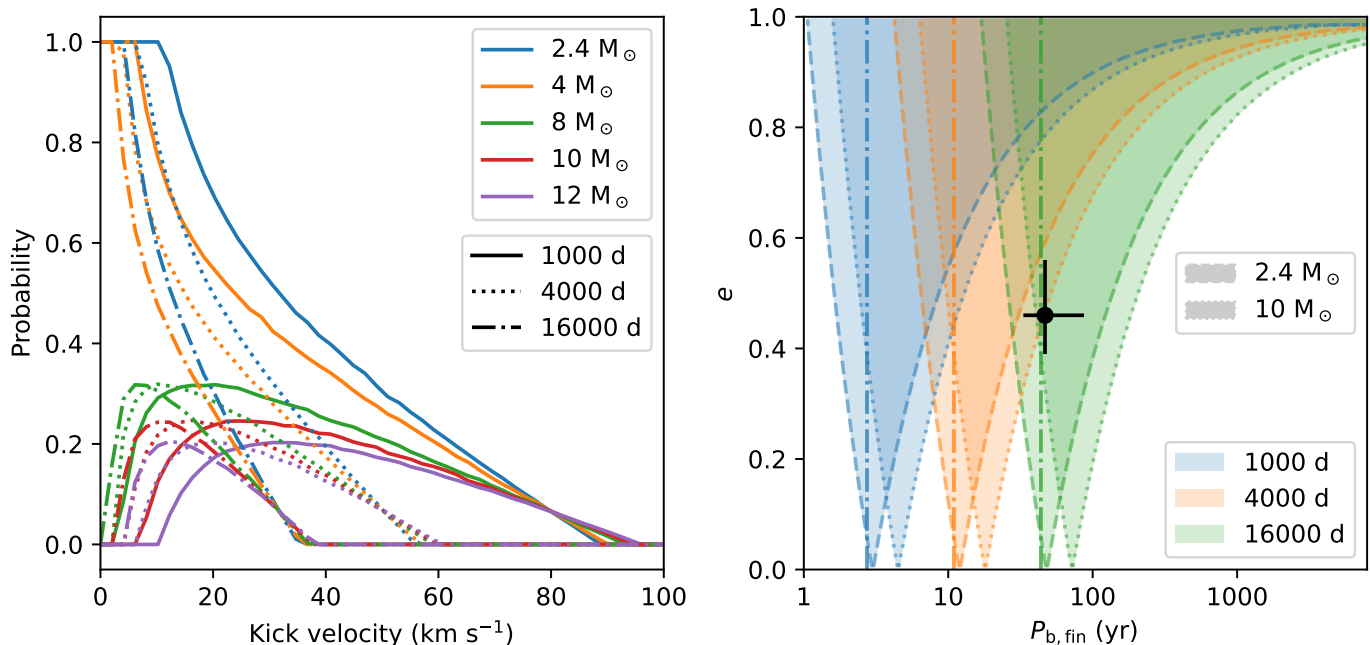 1.0
0.8
0.6
0.4
0.2
0.0
Probability
0 20 40 60 80 100
Kick velocity (km s⁻¹)
2.4 M⊙
4 M⊙
8 M⊙
10 M⊙
12 M⊙
1000 d
4000 d
16000 d
1.0
0.8
0.6
0.4
0.2
0.0
e
1 10 100 1000
P_b, fin (yr)
2.4 M⊙
10 M⊙
1000 d
4000 d
16000 d